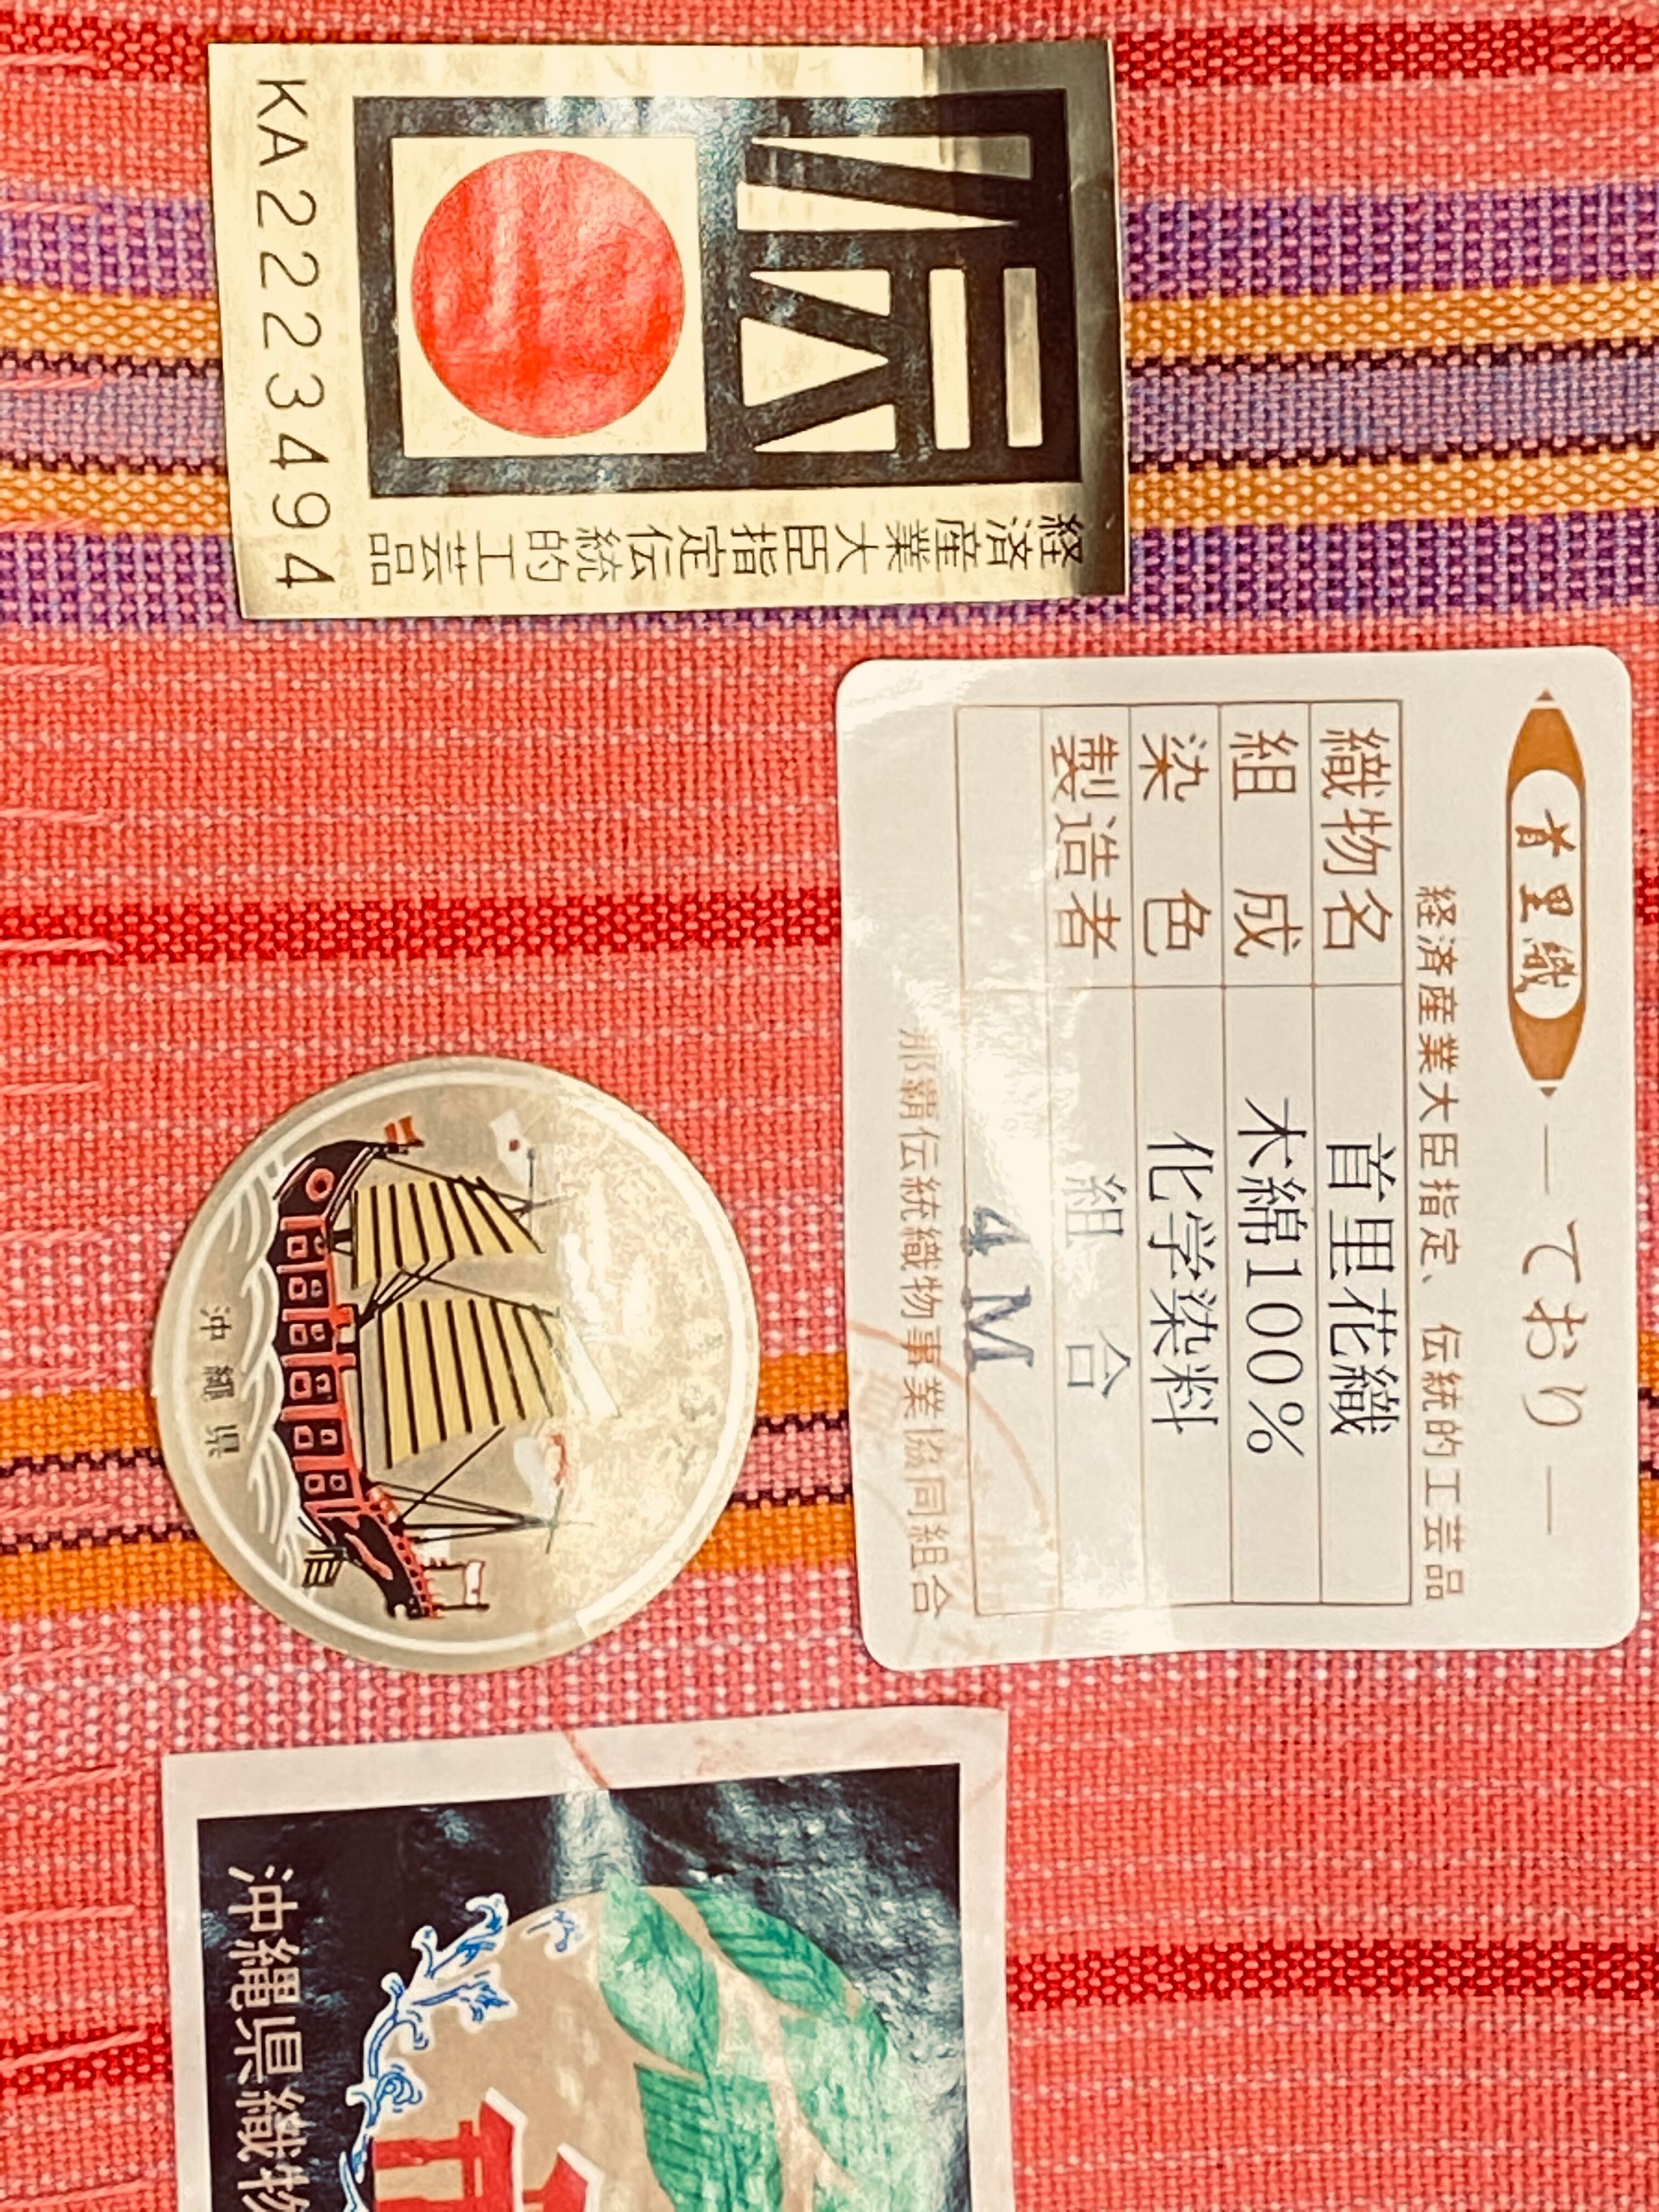 KA2223494
経済産業大臣指定伝統的工芸品
首里織
― ており ―
経済産業大臣指定、伝統的工芸品
織物名 首里花織
組成 木綿100%
染色 化学染料
製造者 組合
4M
那覇伝統織物事業協同組合
沖縄県
沖縄県織物